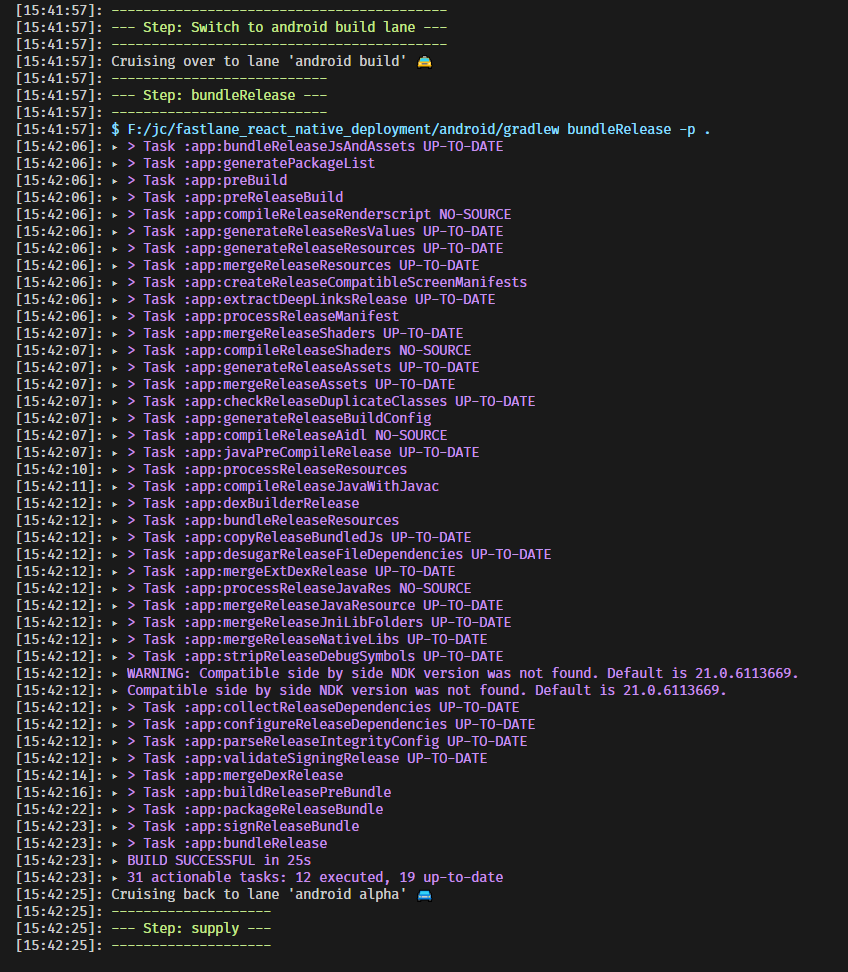 [15:41:57]: ------------------------------------------
[15:41:57]: --- Step: Switch to android build lane ---
[15:41:57]: ------------------------------------------
[15:41:57]: Cruising over to lane 'android build' 🚖
[15:41:57]: ---------------------------
[15:41:57]: --- Step: bundleRelease ---
[15:41:57]: ---------------------------
[15:41:57]: $ F:/jc/fastlane_react_native_deployment/android/gradlew bundleRelease -p .
[15:42:06]: ▸ > Task :app:bundleReleaseJsAndAssets UP-TO-DATE
[15:42:06]: ▸ > Task :app:generatePackageList
[15:42:06]: ▸ > Task :app:preBuild
[15:42:06]: ▸ > Task :app:preReleaseBuild
[15:42:06]: ▸ > Task :app:compileReleaseRenderscript NO-SOURCE
[15:42:06]: ▸ > Task :app:generateReleaseResValues UP-TO-DATE
[15:42:06]: ▸ > Task :app:generateReleaseResources UP-TO-DATE
[15:42:06]: ▸ > Task :app:mergeReleaseResources UP-TO-DATE
[15:42:06]: ▸ > Task :app:createReleaseCompatibleScreenManifests
[15:42:06]: ▸ > Task :app:extractDeepLinksRelease UP-TO-DATE
[15:42:06]: ▸ > Task :app:processReleaseManifest
[15:42:07]: ▸ > Task :app:mergeReleaseShaders UP-TO-DATE
[15:42:07]: ▸ > Task :app:compileReleaseShaders NO-SOURCE
[15:42:07]: ▸ > Task :app:generateReleaseAssets UP-TO-DATE
[15:42:07]: ▸ > Task :app:mergeReleaseAssets UP-TO-DATE
[15:42:07]: ▸ > Task :app:checkReleaseDuplicateClasses UP-TO-DATE
[15:42:07]: ▸ > Task :app:generateReleaseBuildConfig
[15:42:07]: ▸ > Task :app:compileReleaseAidl NO-SOURCE
[15:42:07]: ▸ > Task :app:javaPreCompileRelease UP-TO-DATE
[15:42:10]: ▸ > Task :app:processReleaseResources
[15:42:11]: ▸ > Task :app:compileReleaseJavaWithJavac
[15:42:12]: ▸ > Task :app:dexBuilderRelease
[15:42:12]: ▸ > Task :app:bundleReleaseResources
[15:42:12]: ▸ > Task :app:copyReleaseBundledJs UP-TO-DATE
[15:42:12]: ▸ > Task :app:desugarReleaseFileDependencies UP-TO-DATE
[15:42:12]: ▸ > Task :app:mergeExtDexRelease UP-TO-DATE
[15:42:12]: ▸ > Task :app:processReleaseJavaRes NO-SOURCE
[15:42:12]: ▸ > Task :app:mergeReleaseJavaResource UP-TO-DATE
[15:42:12]: ▸ > Task :app:mergeReleaseJniLibFolders UP-TO-DATE
[15:42:12]: ▸ > Task :app:mergeReleaseNativeLibs UP-TO-DATE
[15:42:12]: ▸ > Task :app:stripReleaseDebugSymbols UP-TO-DATE
[15:42:12]: ▸ WARNING: Compatible side by side NDK version was not found. Default is 21.0.6113669.
[15:42:12]: ▸ Compatible side by side NDK version was not found. Default is 21.0.6113669.
[15:42:12]: ▸ > Task :app:collectReleaseDependencies UP-TO-DATE
[15:42:12]: ▸ > Task :app:configureReleaseDependencies UP-TO-DATE
[15:42:12]: ▸ > Task :app:parseReleaseIntegrityConfig UP-TO-DATE
[15:42:12]: ▸ > Task :app:validateSigningRelease UP-TO-DATE
[15:42:14]: ▸ > Task :app:mergeDexRelease
[15:42:16]: ▸ > Task :app:buildReleasePreBundle
[15:42:22]: ▸ > Task :app:packageReleaseBundle
[15:42:23]: ▸ > Task :app:signReleaseBundle
[15:42:23]: ▸ > Task :app:bundleRelease
[15:42:23]: ▸ BUILD SUCCESSFUL in 25s
[15:42:23]: ▸ 31 actionable tasks: 12 executed, 19 up-to-date
[15:42:25]: Cruising back to lane 'android alpha' 🚘
[15:42:25]: --------------------
[15:42:25]: --- Step: supply ---
[15:42:25]: --------------------